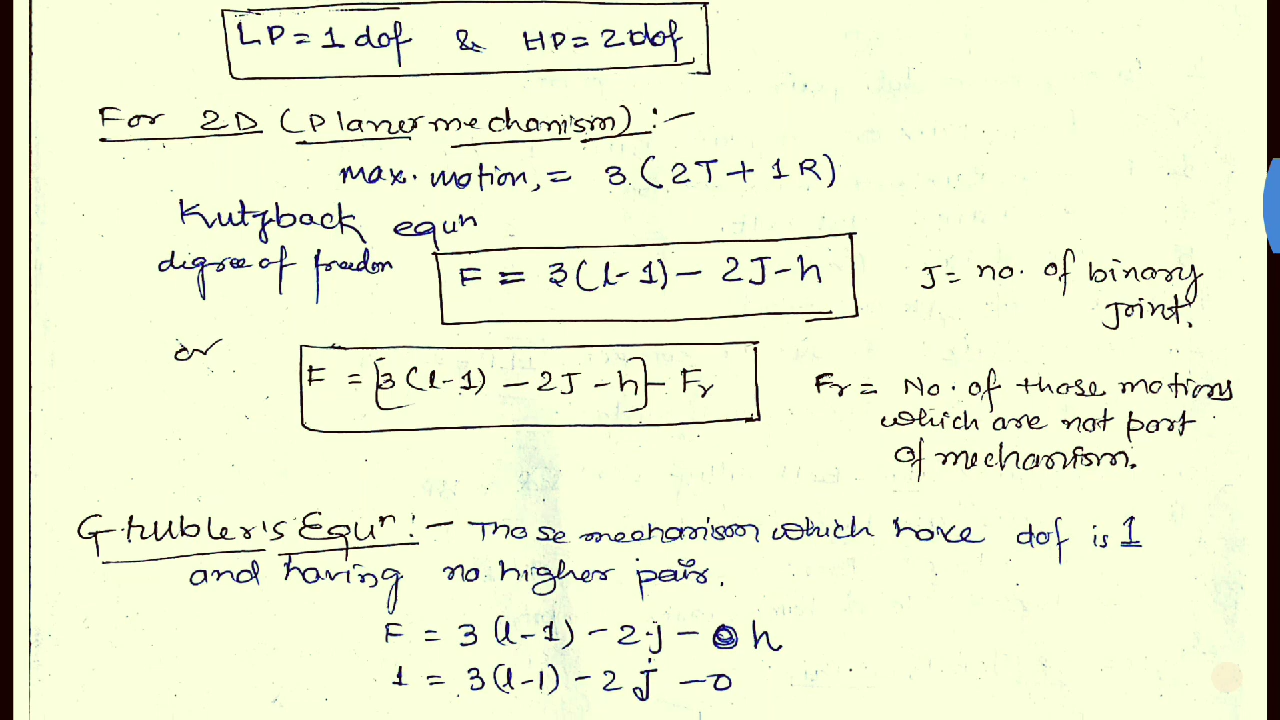 LP = 1 dof & HP = 2 dof
For 2D (Planer mechanism) :-
max. motion, = 3 (2T + 1R)
Kutzback equn
degree of freedom F = 3(l-1) - 2J - h J = no. of binary
Joint.
or F = [3(l-1) - 2J - h] - Fr Fr = No. of those motions
which are not part
of mechanism.
Grubler's Equn :- Those mechanism which have dof is 1
and having no higher pair.
F = 3(l-1) - 2j - h
1 = 3(l-1) - 2j - 0